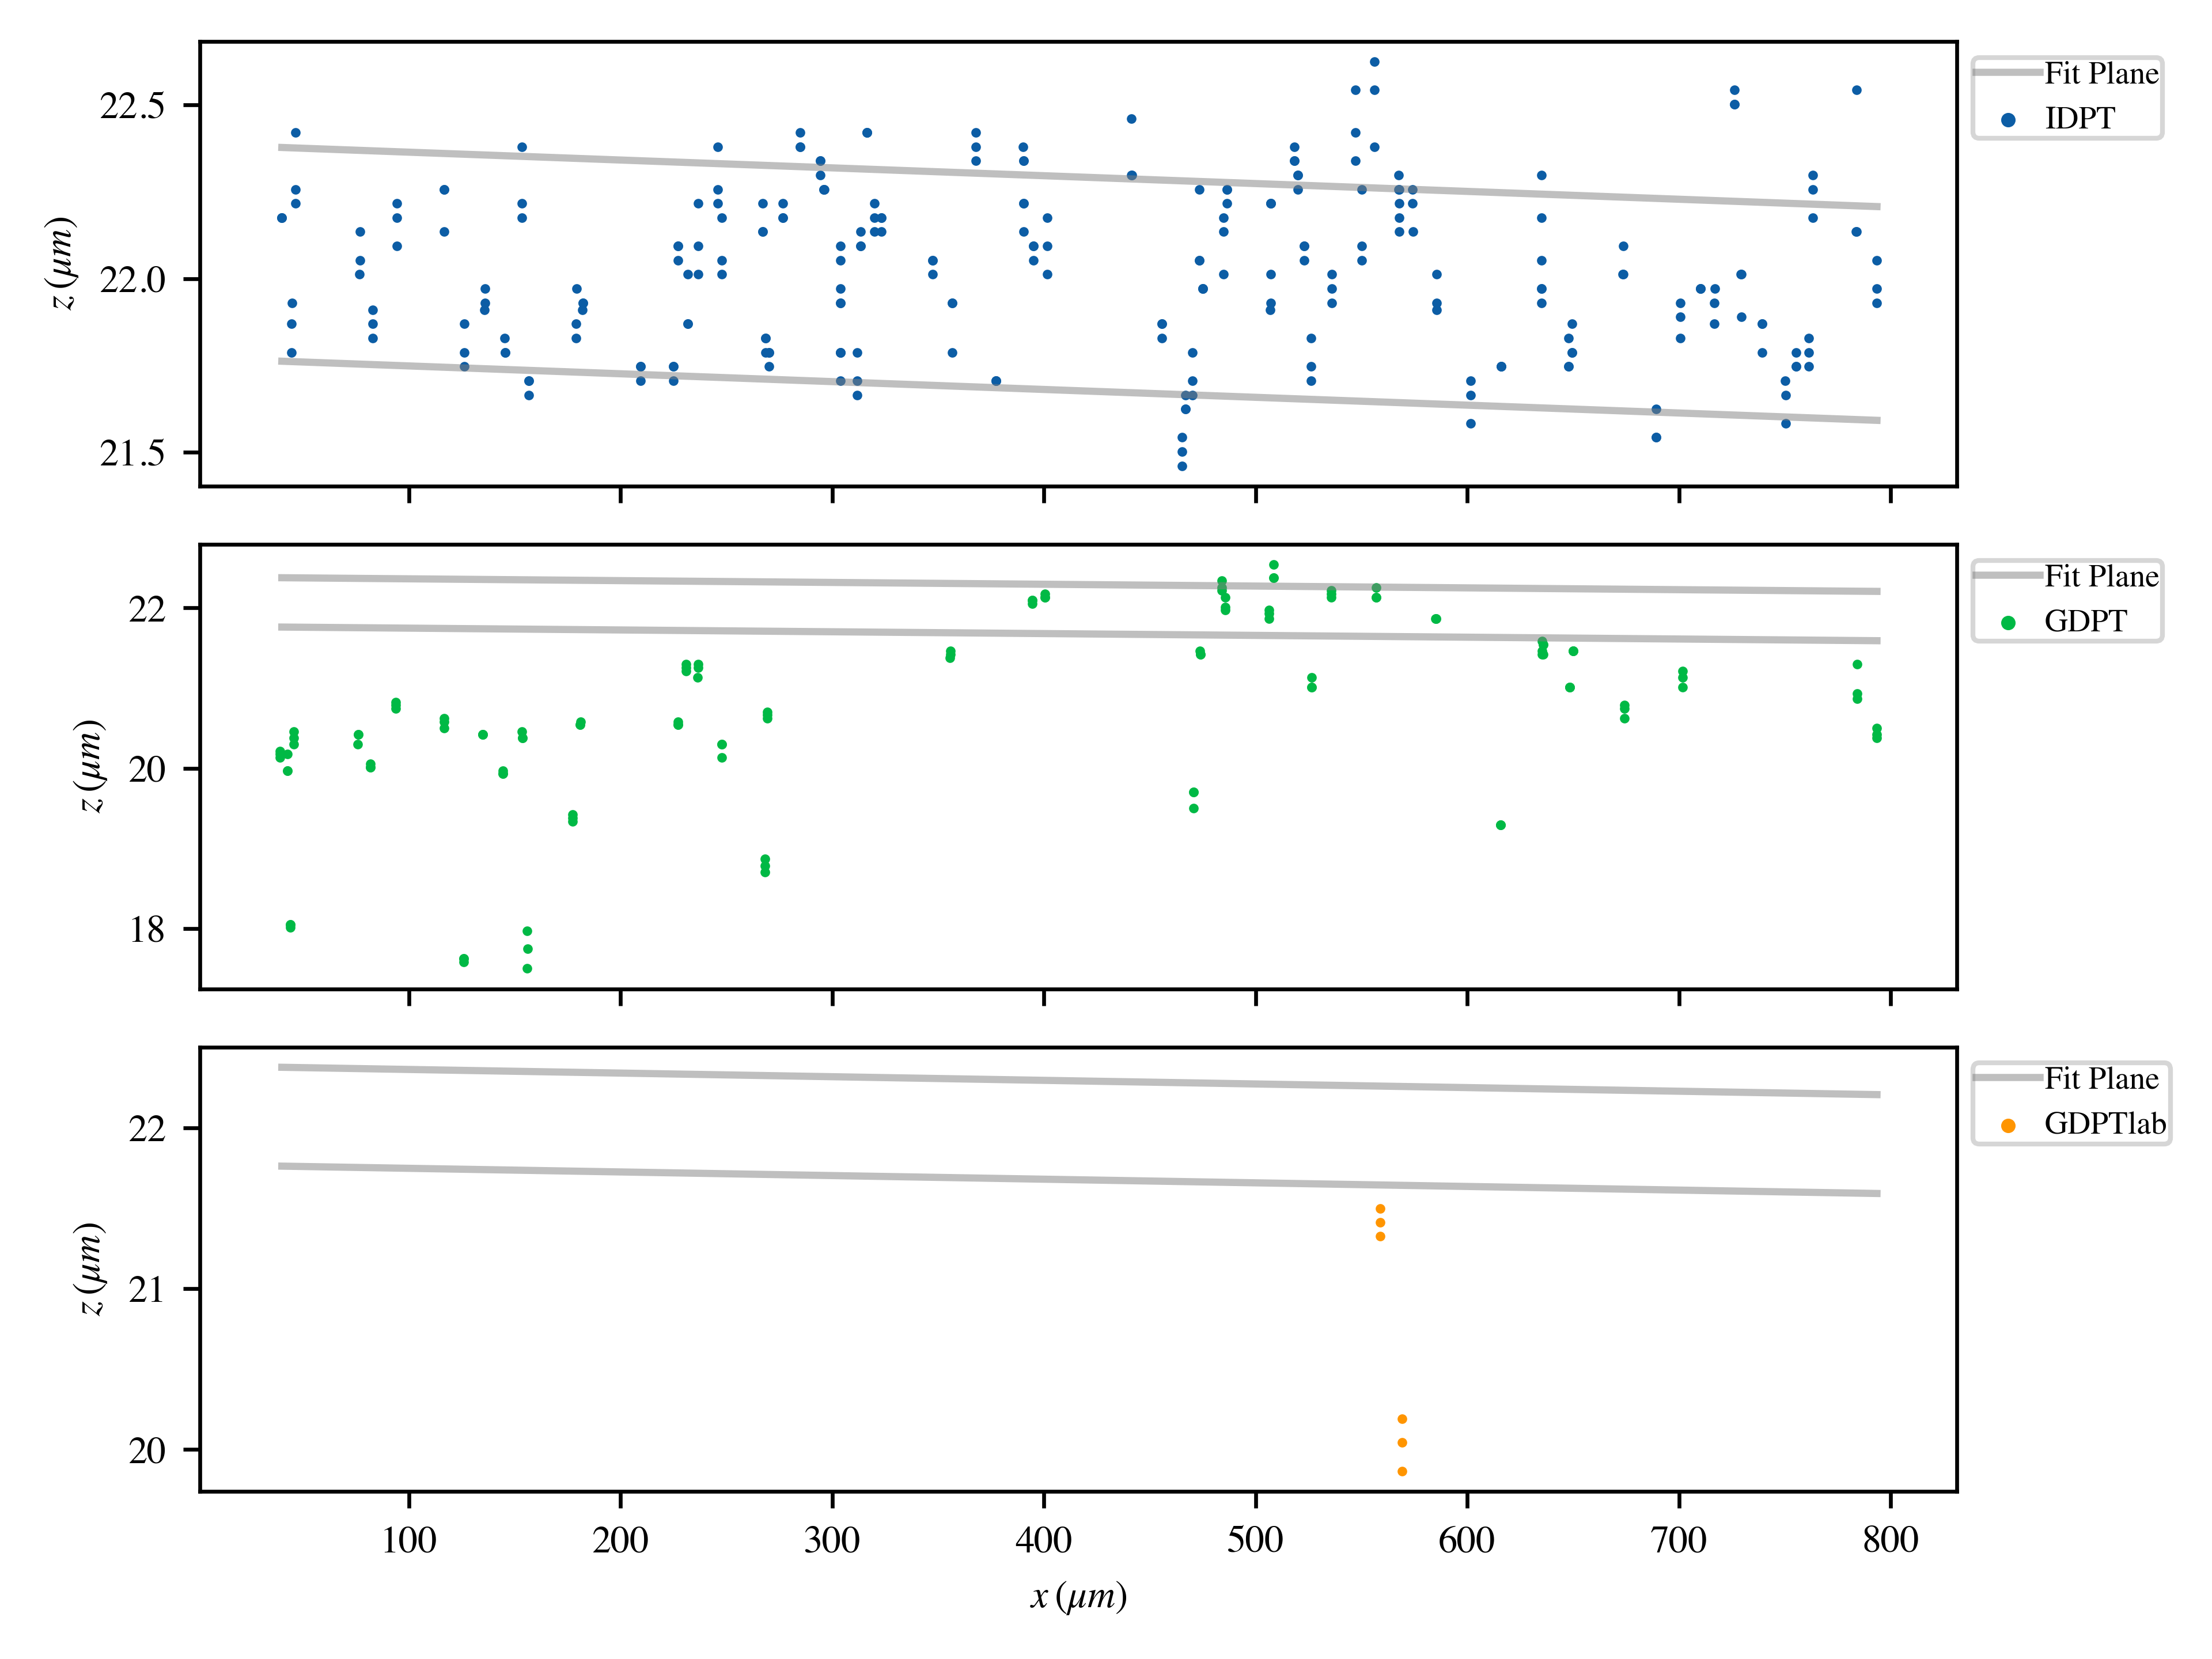 22.5
22.0
21.5
z (μm)
Fit Plane
IDPT
22
20
18
z (μm)
Fit Plane
GDPT
22
21
20
z (μm)
Fit Plane
GDPTlab
100 200 300 400 500 600 700 800
x (μm)